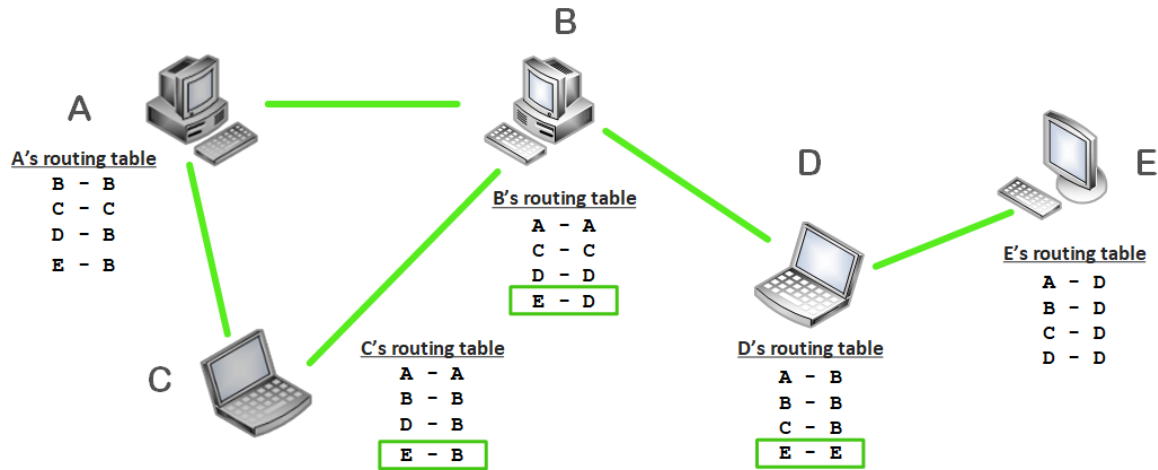 B
A
A's routing table
B - B
C - C
D - B
E - B
B's routing table
A - A
C - C
D - D
E - D
D
E
E's routing table
A - D
B - D
C - D
D - D
C
C's routing table
A - A
B - B
D - B
E - B
D's routing table
A - B
B - B
C - B
E - E